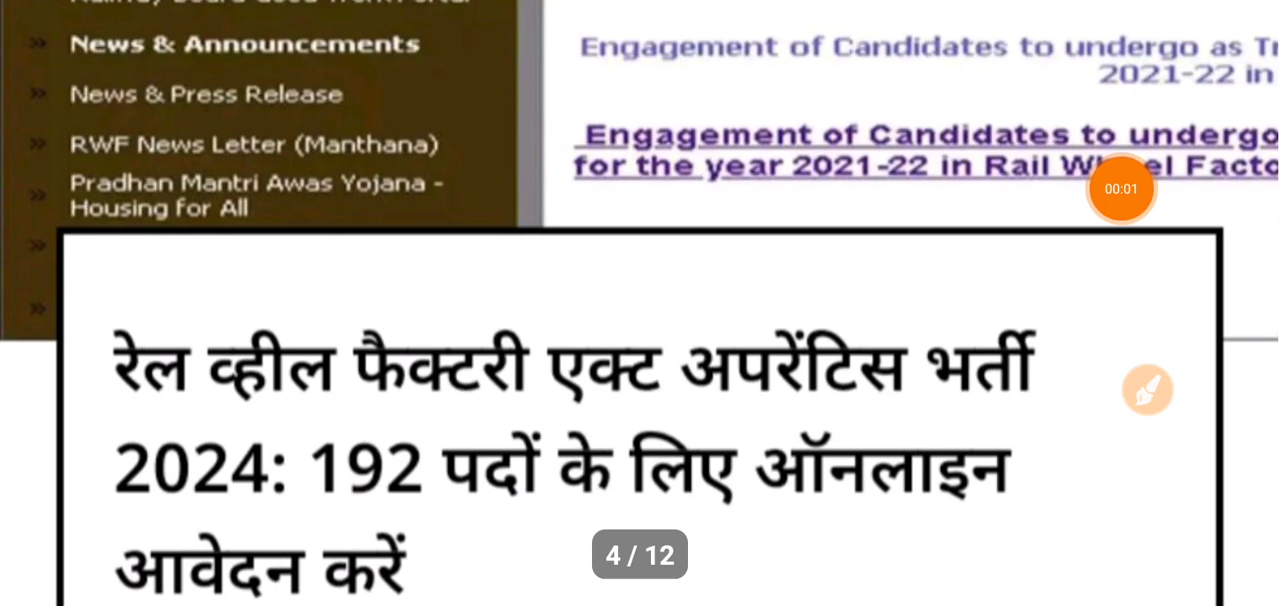 News & Announcements
News & Press Release
RWF News Letter (Manthana)
Pradhan Mantri Awas Yojana -
Housing for All
Engagement of Candidates to undergo as
2021-22 in
Engagement of Candidates to undergo
for the year 2021-22 in Rail
00:01
रेल व्हील फैक्टरी एक्ट अपरेंटिस भर्ती
2024: 192 पदों के लिए ऑनलाइन
आवेदन करें
4 / 12